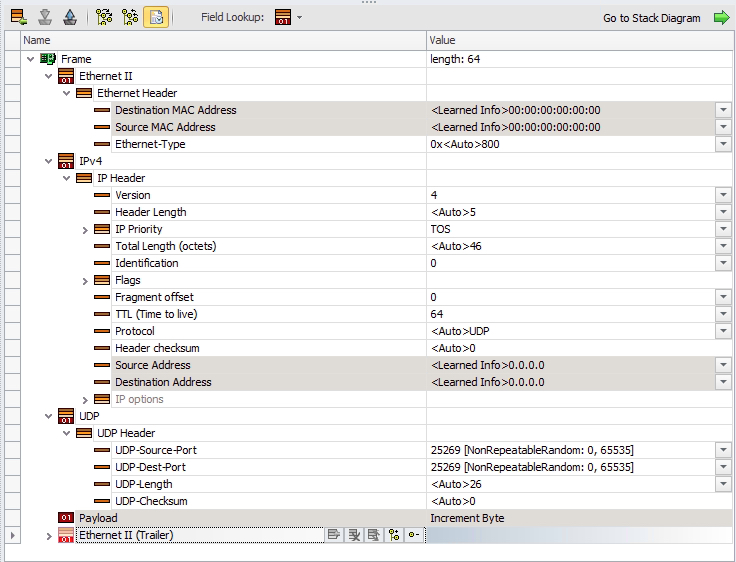 Field Lookup: Go to Stack Diagram
Name Value
Frame length: 64
Ethernet II
Ethernet Header
Destination MAC Address <Learned Info>00:00:00:00:00:00
Source MAC Address <Learned Info>00:00:00:00:00:00
Ethernet-Type 0x<Auto>800
IPv4
IP Header
Version 4
Header Length <Auto>5
IP Priority TOS
Total Length (octets) <Auto>46
Identification 0
Flags
Fragment offset 0
TTL (Time to live) 64
Protocol <Auto>UDP
Header checksum <Auto>0
Source Address <Learned Info>0.0.0.0
Destination Address <Learned Info>0.0.0.0
IP options
UDP
UDP Header
UDP-Source-Port 25269 [NonRepeatableRandom: 0, 65535]
UDP-Dest-Port 25269 [NonRepeatableRandom: 0, 65535]
UDP-Length <Auto>26
UDP-Checksum <Auto>0
Payload Increment Byte
Ethernet II (Trailer)